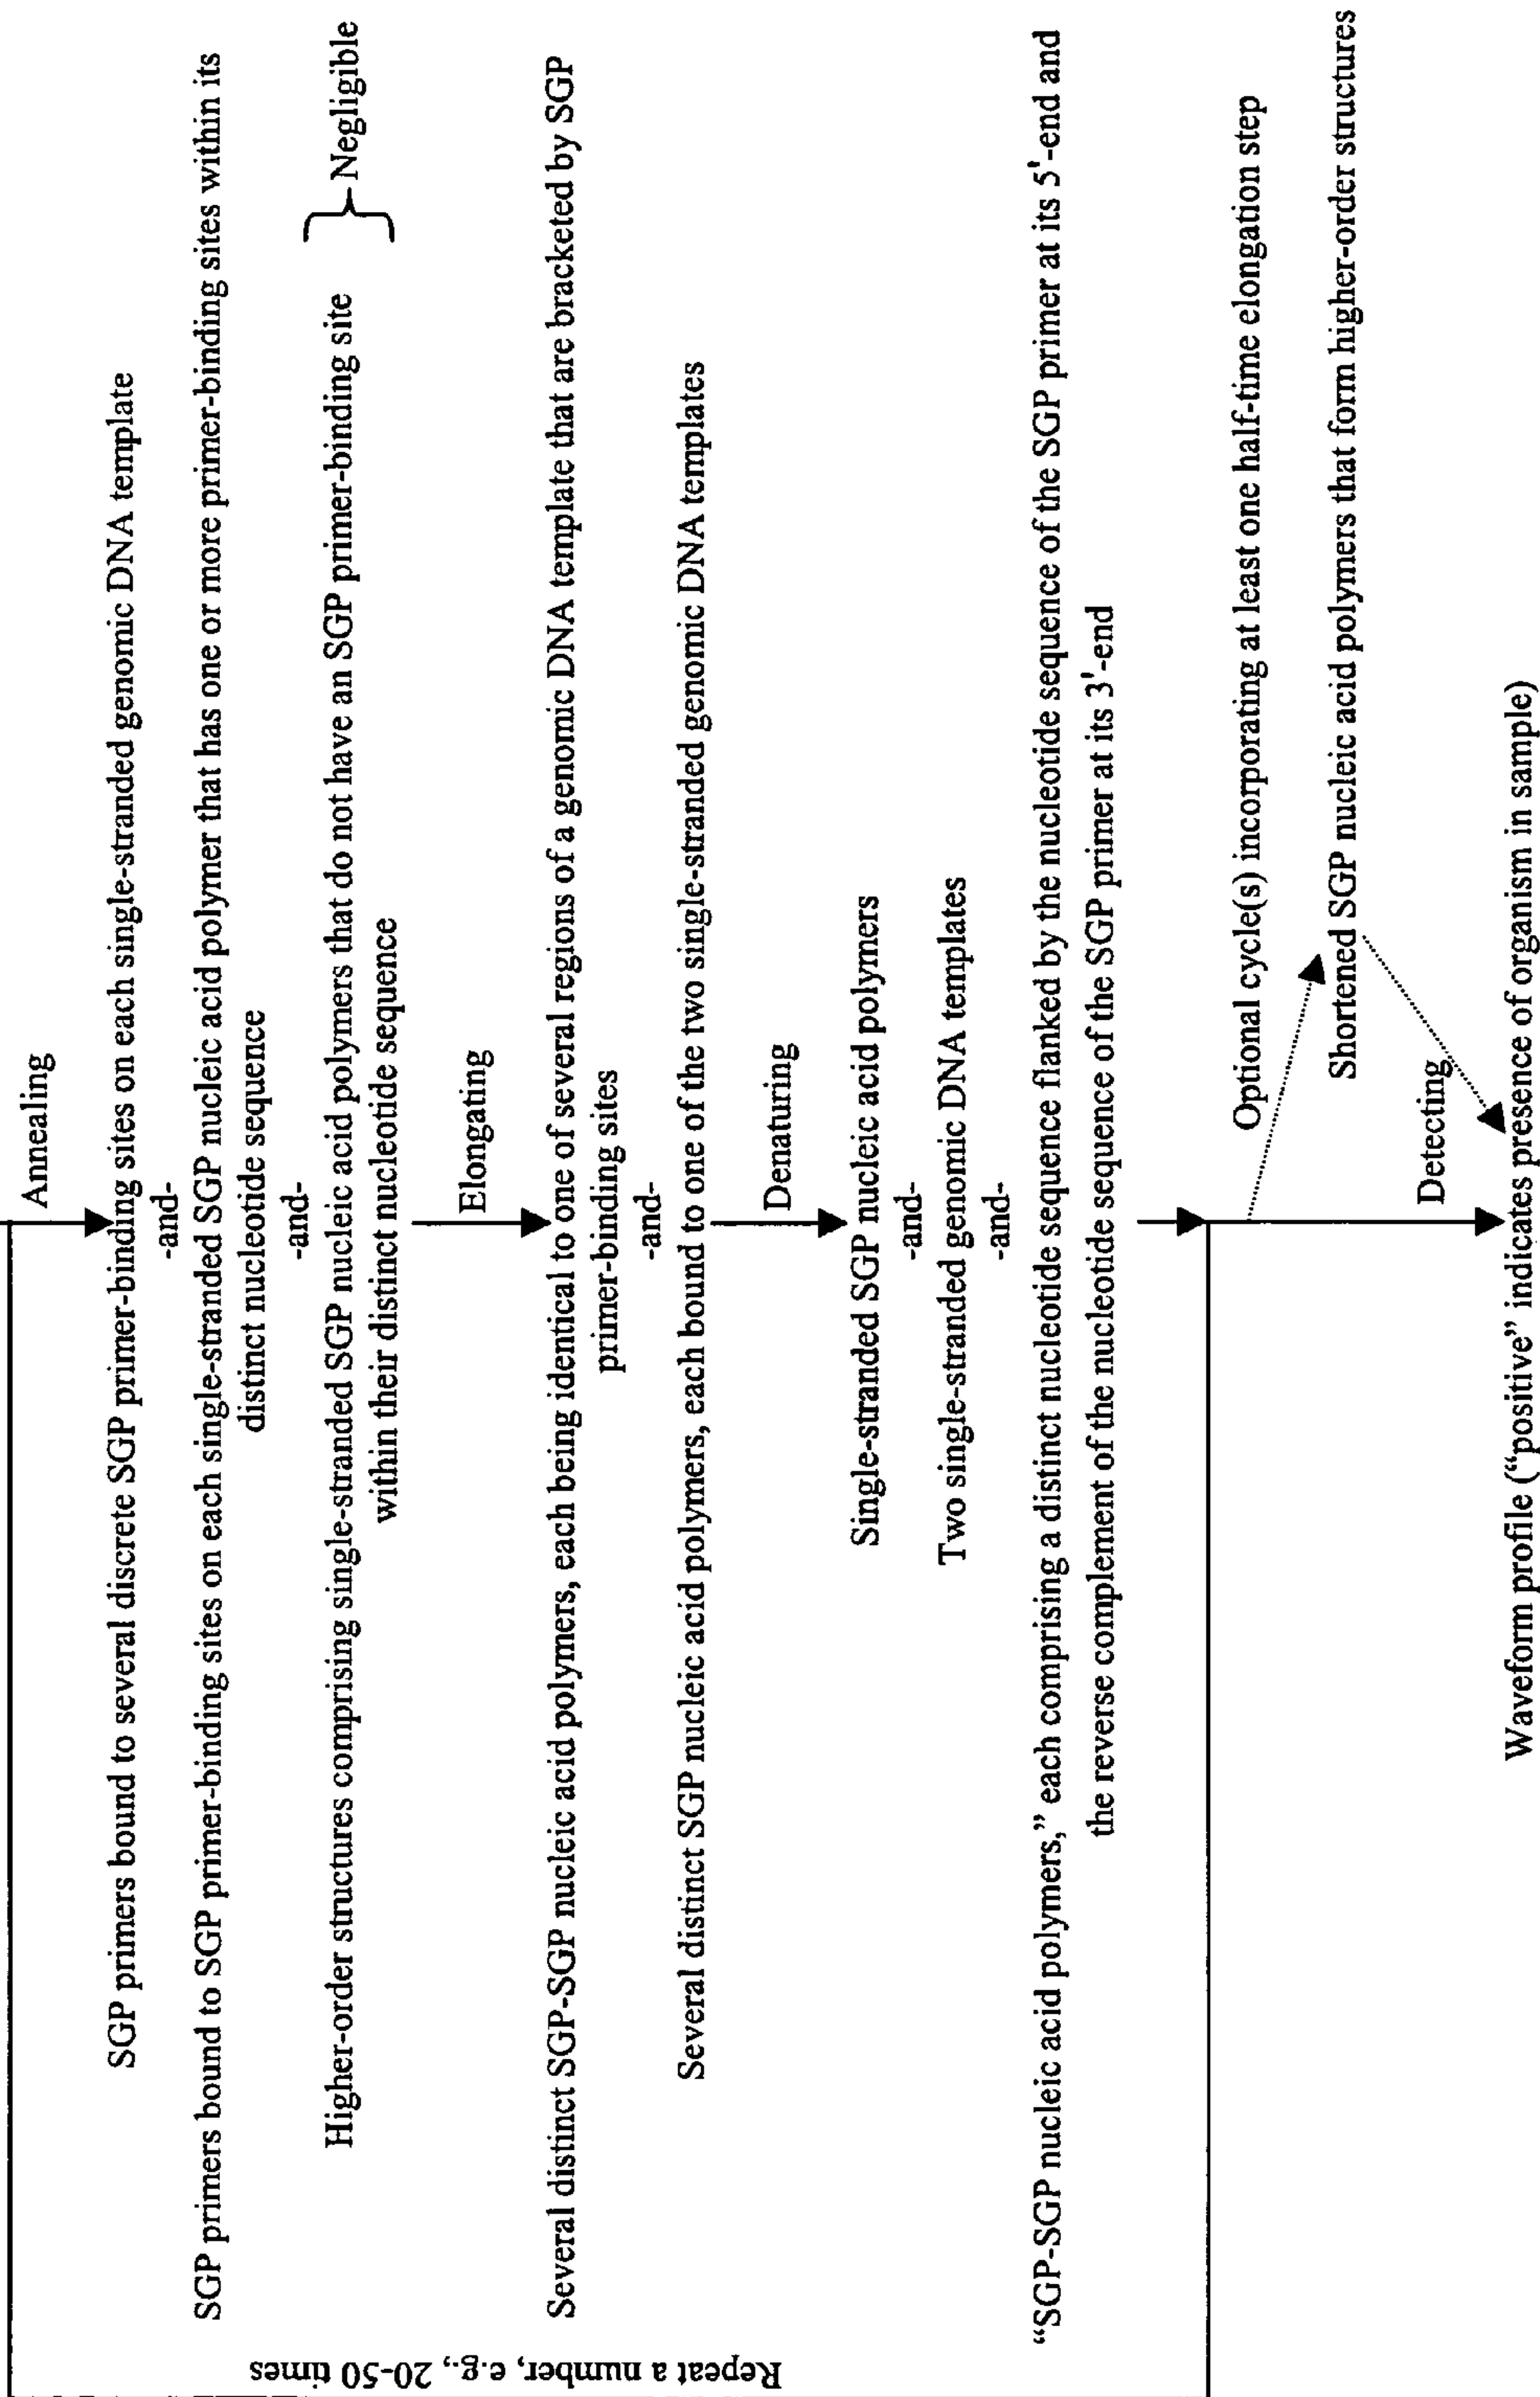 Annealing
SGP primers bound to several discrete SGP primer-binding sites on each single-stranded genomic DNA template
-and-
SGP primers bound to SGP primer-binding sites on each single-stranded SGP nucleic acid polymer that has one or more primer-binding sites within its
distinct nucleotide sequence
-and-
Higher-order structures comprising single-stranded SGP nucleic acid polymers that do not have an SGP primer-binding site
within their distinct nucleotide sequence
Negligible
Elongating
Several distinct SGP-SGP nucleic acid polymers, each being identical to one of several regions of a genomic DNA template that are bracketed by SGP
primer-binding sites
-and-
Several distinct SGP nucleic acid polymers, each bound to one of the two single-stranded genomic DNA templates
Denaturing
Single-stranded SGP nucleic acid polymers
-and-
Two single-stranded genomic DNA templates
-and-
“SGP-SGP nucleic acid polymers,” each comprising a distinct nucleotide sequence flanked by the nucleotide sequence of the SGP primer at its 5'-end and
the reverse complement of the nucleotide sequence of the SGP primer at its 3'-end
Repeat a number, e.g., 20-50 times
Optional cycle(s) incorporating at least one half-time elongation step
Shortened SGP nucleic acid polymers that form higher-order structures
Detecting
Waveform profile (“positive” indicates presence of organism in sample)